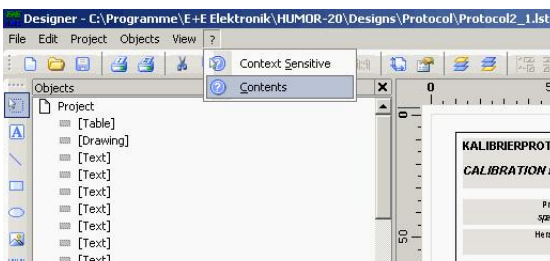 Designer - C:\Programme\E+E Elektronik\HUMOR-20\Designs\Protocol\Protocol2_1.lst
File Edit Project Objects View ?
Context Sensitive
Contents
Objects
Project
[Table]
[Drawing]
[Text]
[Text]
[Text]
[Text]
[Text]
[Text]
[Text]
0
50
KALIBRIERPROT
CALIBRATION